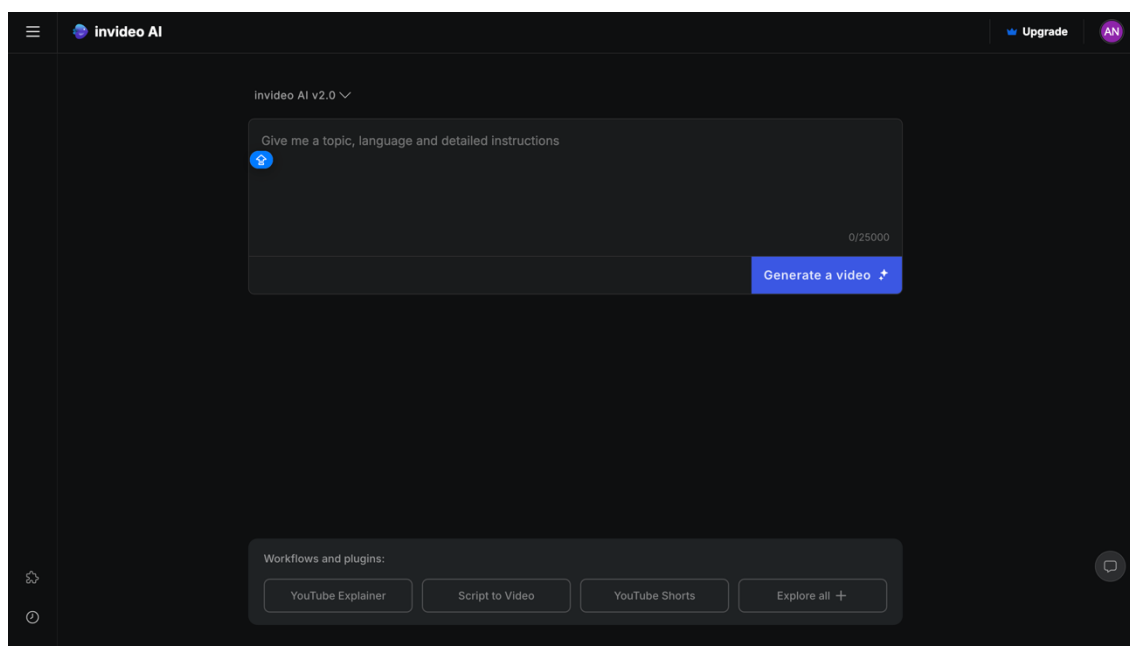 invideo AI
Upgrade
AN
invideo AI v2.0
Give me a topic, language and detailed instructions
0/25000
Generate a video
Workflows and plugins:
YouTube Explainer
Script to Video
YouTube Shorts
Explore all +